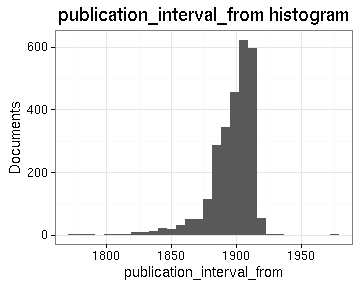 publication_interval_from histogram
Documents
600
400
200
0
1800 1850 1900 1950
publication_interval_from